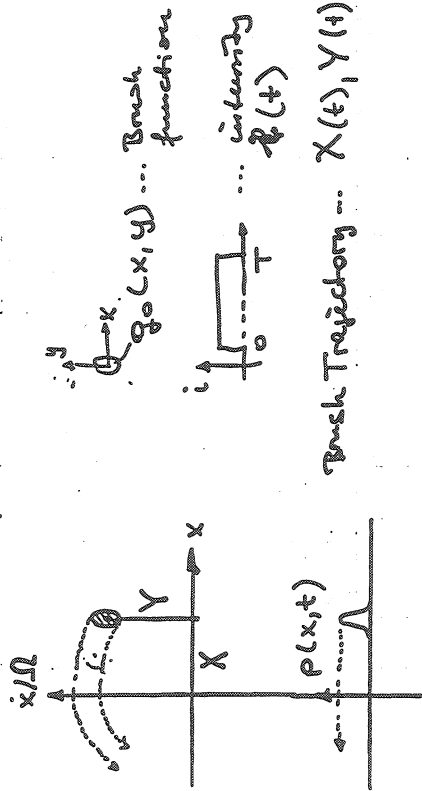 ẋ/Ω
Y
X
x
p(x,t)
y
x
g₀(x,y) ... Brush
function
i
0
T
... intensity
(t)
Brush Trajectory ... X(t), Y(t)